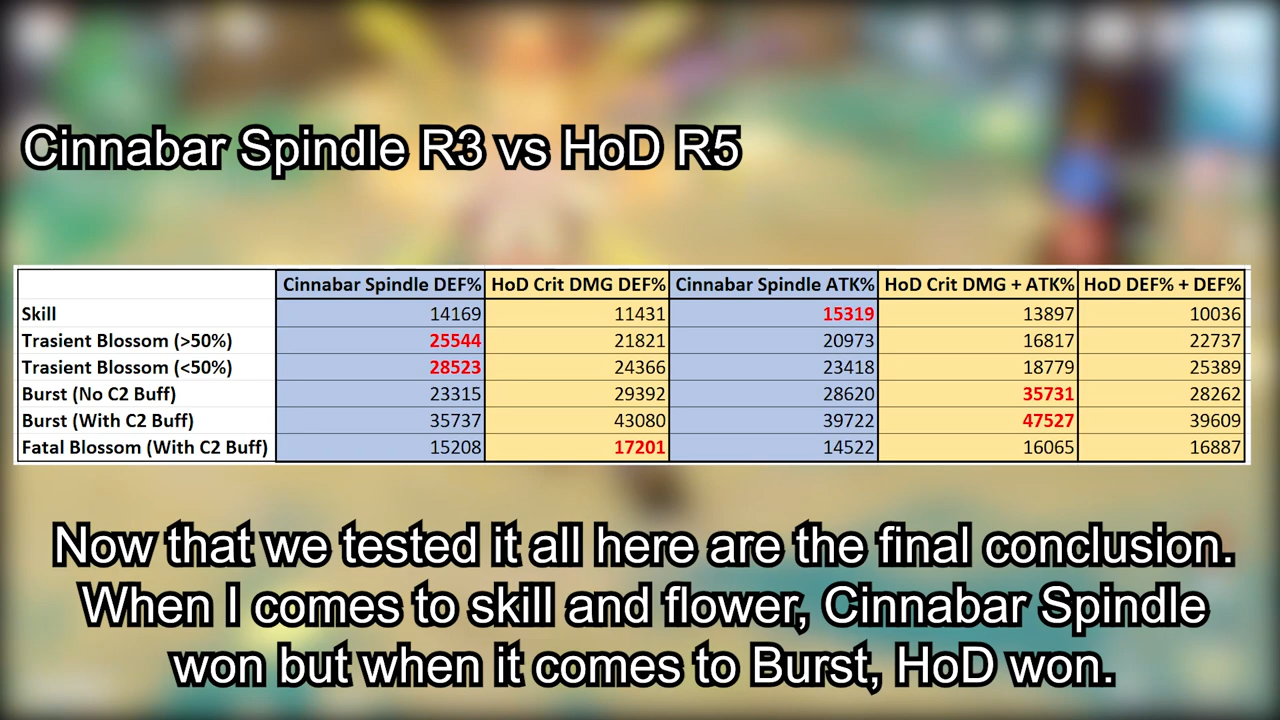 Cinnabar Spindle R3 vs HoD R5
Cinnabar Spindle DEF% HoD Crit DMG DEF% Cinnabar Spindle ATK% HoD Crit DMG + ATK% HoD DEF% + DEF%
Skill 14169 11431 15319 13897 10036
Trasient Blossom (>50%) 25544 21821 20973 16817 22737
Trasient Blossom (<50%) 28523 24366 23418 18779 25389
Burst (No C2 Buff) 23315 29392 28620 35731 28262
Burst (With C2 Buff) 35737 43080 39722 47527 39609
Fatal Blossom (With C2 Buff) 15208 17201 14522 16065 16887
Now that we tested it all here are the final conclusion.
When I comes to skill and flower, Cinnabar Spindle
won but when it comes to Burst, HoD won.